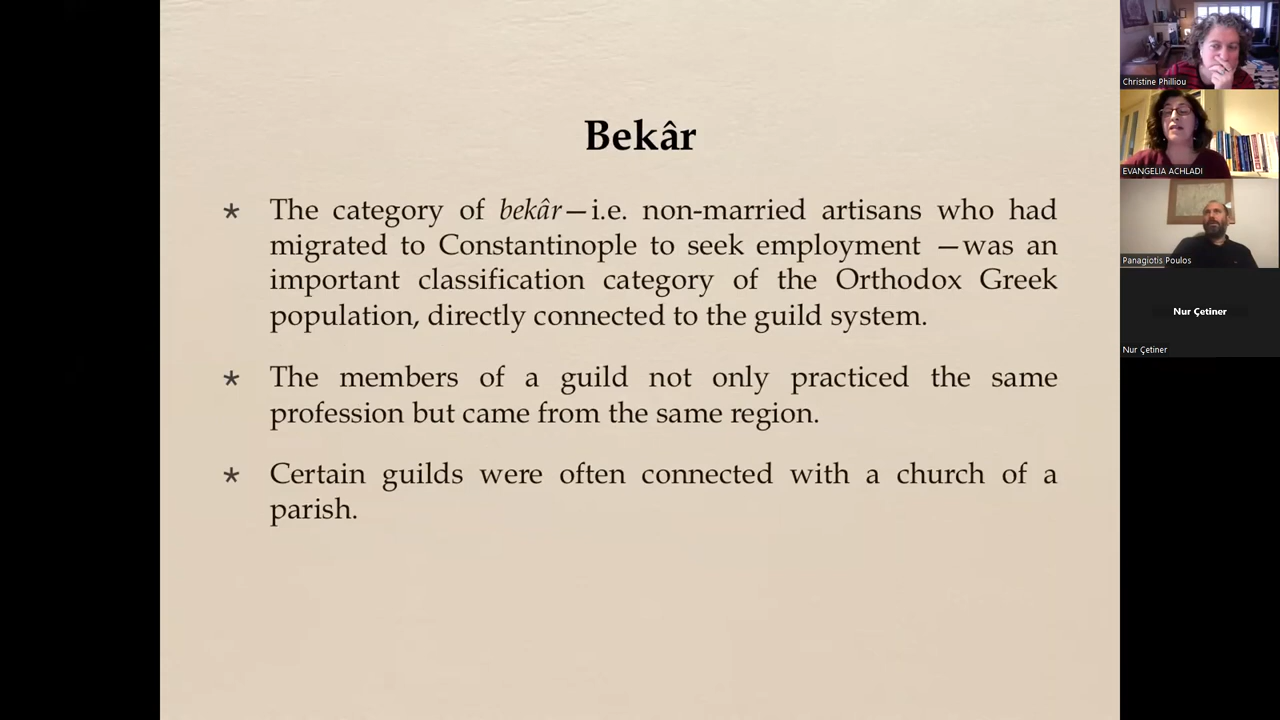 Bekâr
* The category of bekâr—i.e. non-married artisans who had
migrated to Constantinople to seek employment —was an
important classification category of the Orthodox Greek
population, directly connected to the guild system.
* The members of a guild not only practiced the same
profession but came from the same region.
* Certain guilds were often connected with a church of a
parish.
Christine Philliou
EVANGELIA ACHLADI
Panagiotis Poulos
Nur Çetiner
Nur Çetiner